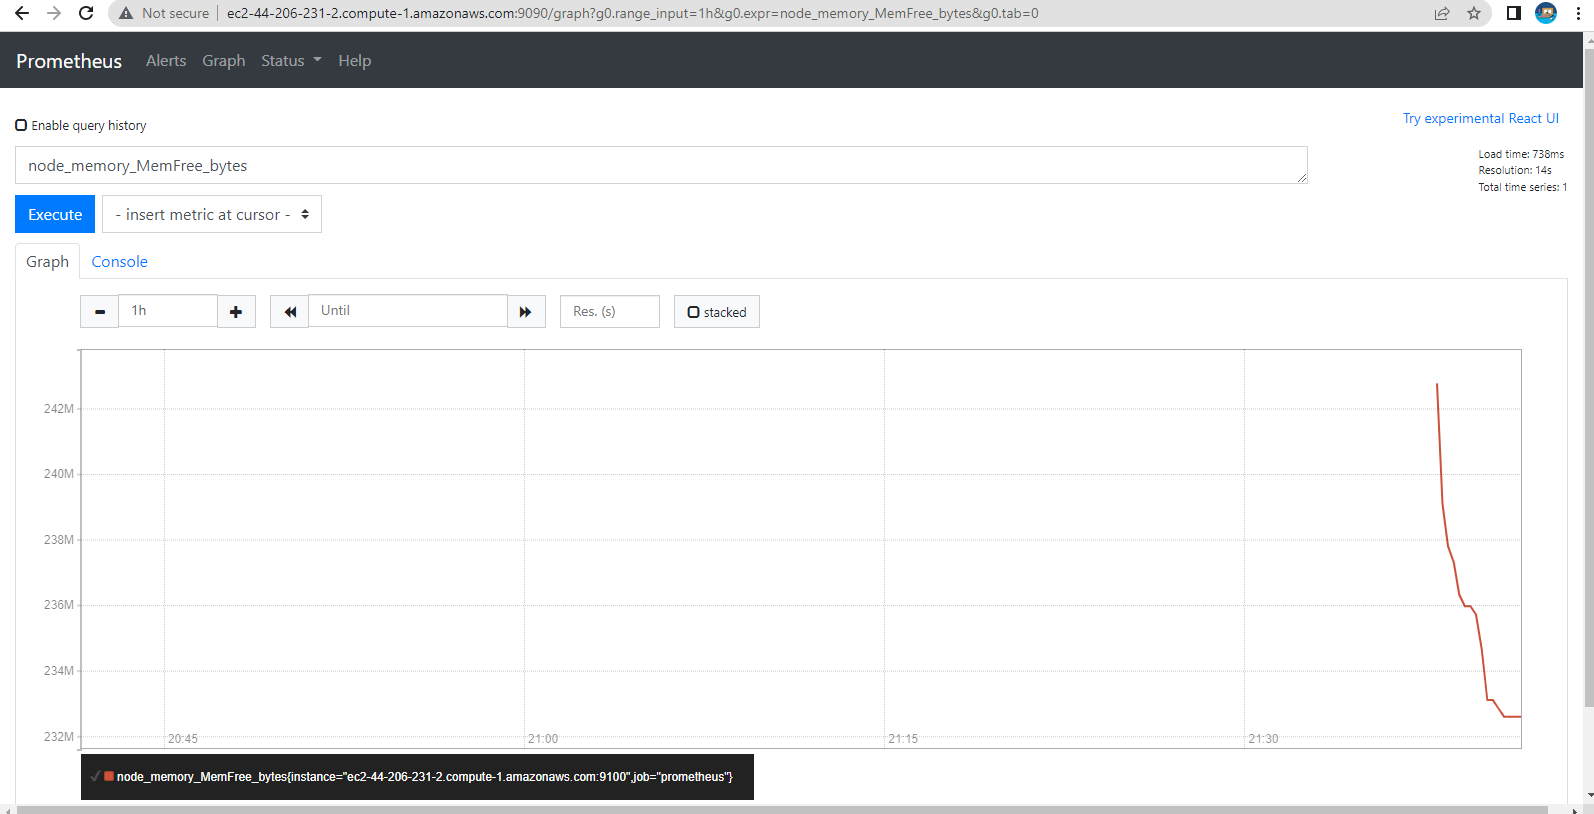 Not secure
ec2-44-206-231-2.compute-1.amazonaws.com:9090/graph?g0.range_input=1h&g0.expr=node_memory_MemFree_bytes&g0.tab=0
Prometheus Alerts Graph Status Help
Enable query history
Try experimental React UI
node_memory_MemFree_bytes
Load time: 738ms
Resolution: 14s
Total time series: 1
Execute
- insert metric at cursor -
Graph Console
1h
Until
Res. (s)
stacked
242M
240M
238M
236M
234M
232M
20:45 21:00 21:15 21:30
node_memory_MemFree_bytes{instance="ec2-44-206-231-2.compute-1.amazonaws.com:9100",job="prometheus"}